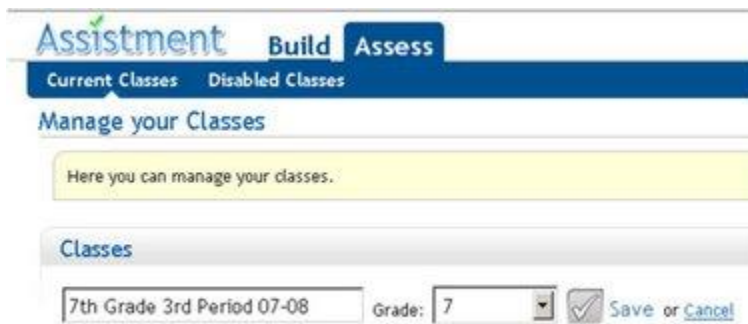 Assistment Build Assess
Current Classes Disabled Classes
Manage your Classes
Here you can manage your classes.
Classes
7th Grade 3rd Period 07-08 Grade: 7 Save or Cancel